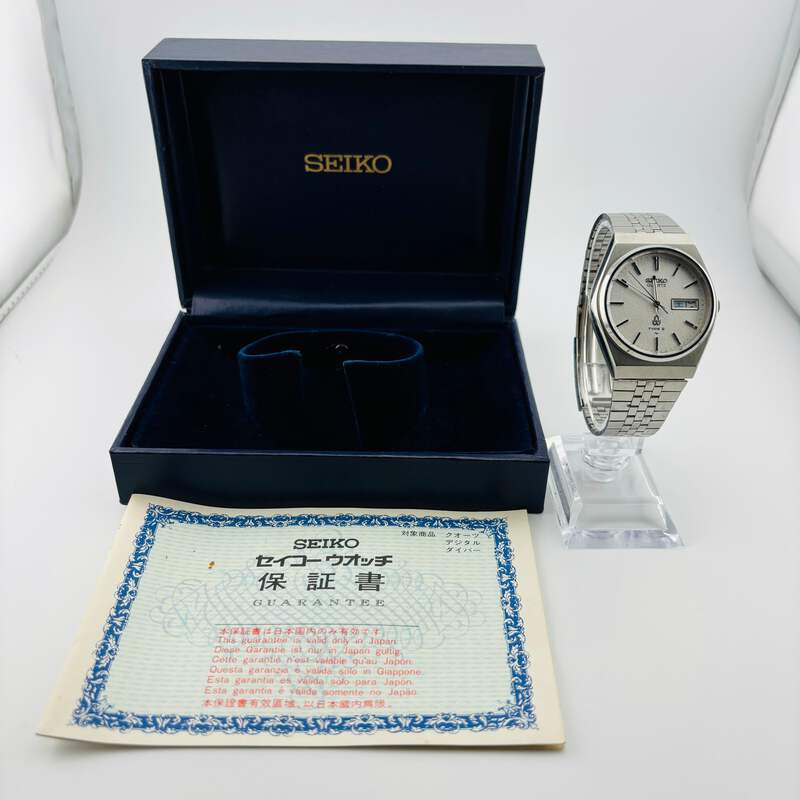 SEIKO
SEIKO
QUARTZ
TYPE II
SEIKO
セイコーウオッチ
保証書
GUARANTEE
対象商品 クオーツ
デジタル
ダイバー
本保証書は日本国内のみ有効です.
This guarantee is valid only in Japan.
Diese Garantie ist nur in Japan gültig.
Cette garantie n'est valable qu'au Japon.
Questa garanzia è valida solo in Giappone.
Esta garantía es válida solo para Japón.
Esta garantia é válida somente no Japão.
本保證書有效區域、以日本國内為限.